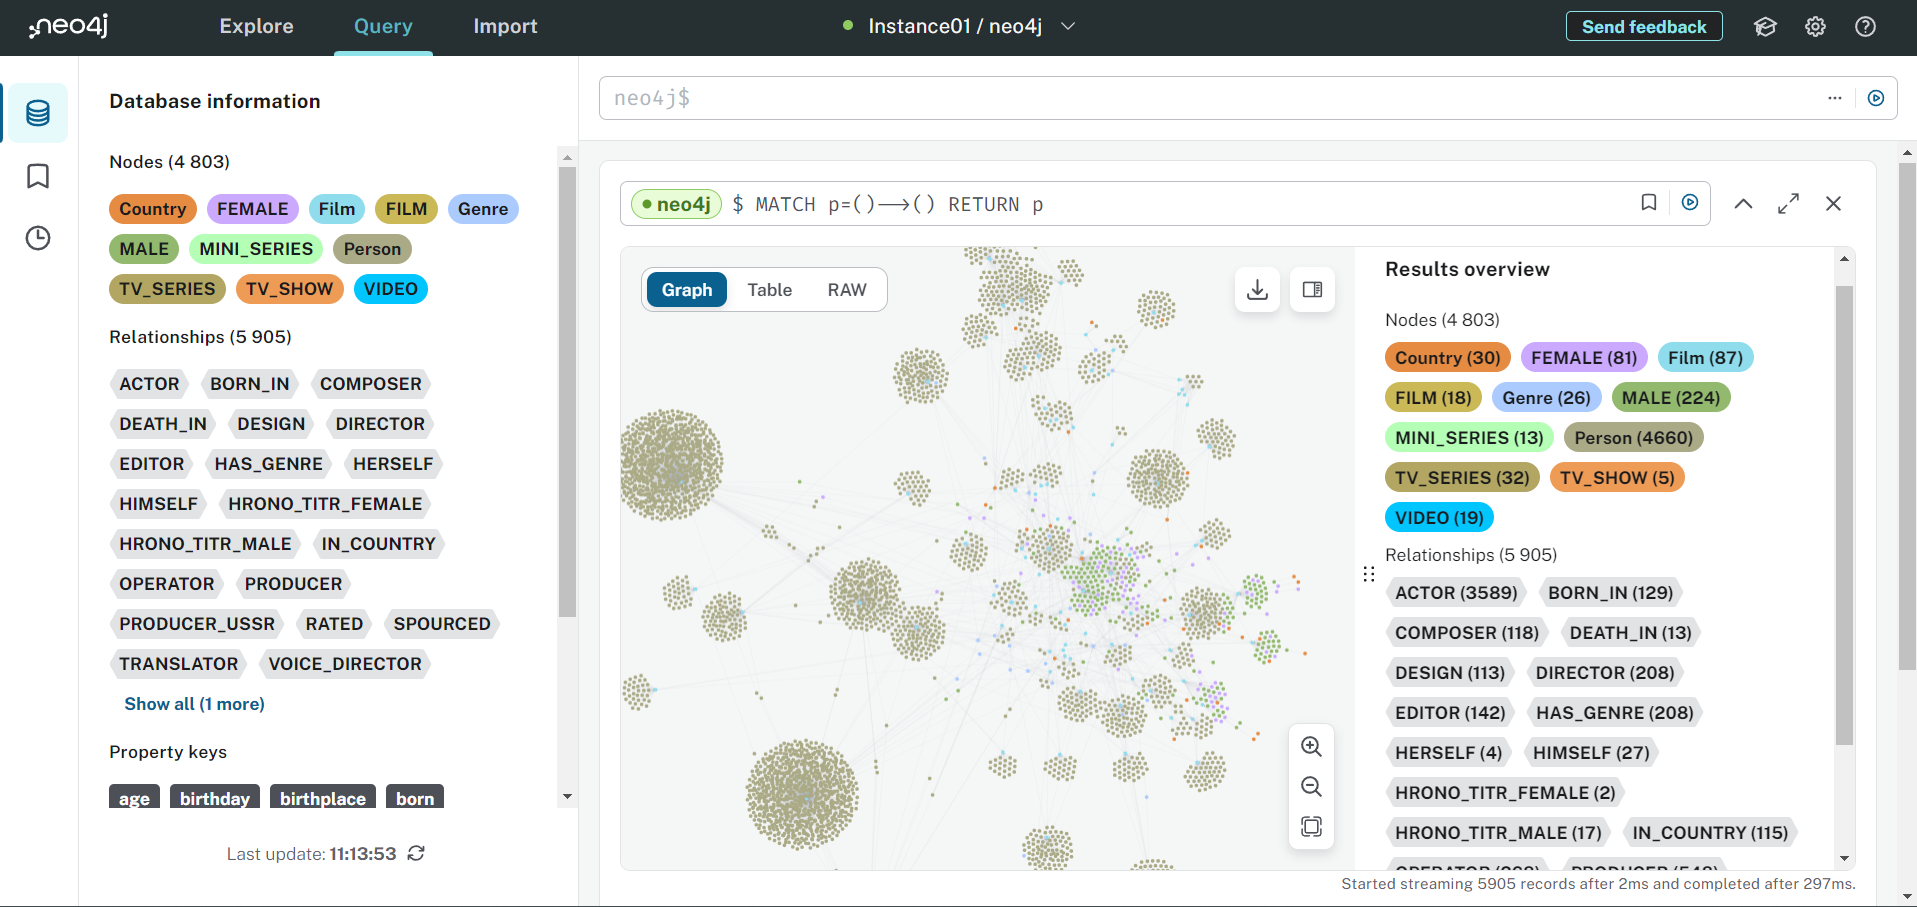 neo4j
Explore
Query
Import
Instance01 / neo4j
Send feedback
Database information
Nodes (4 803)
Country FEMALE Film FILM Genre
MALE MINI_SERIES Person
TV_SERIES TV_SHOW VIDEO
Relationships (5 905)
ACTOR BORN_IN COMPOSER
DEATH_IN DESIGN DIRECTOR
EDITOR HAS_GENRE HERSELF
HIMSELF HRONO_TITR_FEMALE
HRONO_TITR_MALE IN_COUNTRY
OPERATOR PRODUCER
PRODUCER_USSR RATED SPOURCED
TRANSLATOR VOICE_DIRECTOR
Show all (1 more)
Property keys
age birthday birthplace born
Last update: 11:13:53
neo4j$
neo4j $ MATCH p=()-->() RETURN p
Graph Table RAW
Results overview
Nodes (4 803)
Country (30) FEMALE (81) Film (87)
FILM (18) Genre (26) MALE (224)
MINI_SERIES (13) Person (4660)
TV_SERIES (32) TV_SHOW (5)
VIDEO (19)
Relationships (5 905)
ACTOR (3589) BORN_IN (129)
COMPOSER (118) DEATH_IN (13)
DESIGN (113) DIRECTOR (208)
EDITOR (142) HAS_GENRE (208)
HERSELF (4) HIMSELF (27)
HRONO_TITR_FEMALE (2)
HRONO_TITR_MALE (17) IN_COUNTRY (115)
OPERATOR PRODUCER
Started streaming 5905 records after 2ms and completed after 297ms.